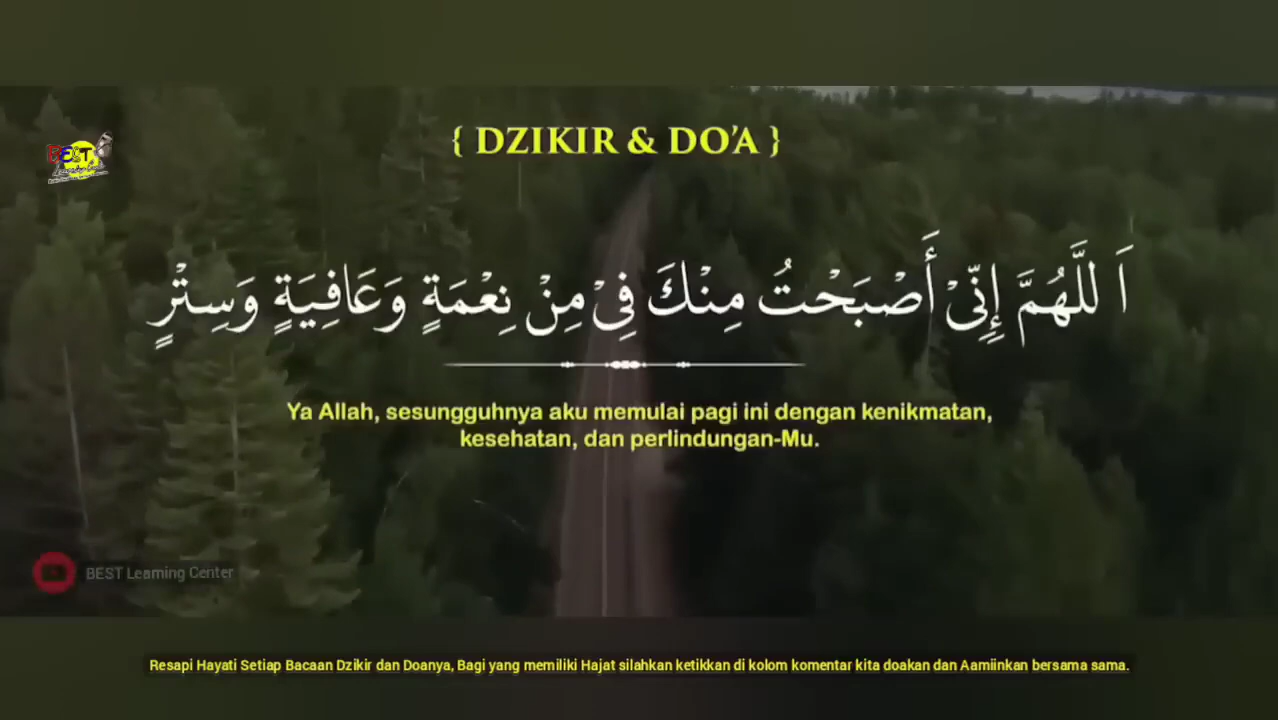 { DZIKIR & DO'A }
BEST
اَ للَّهُمَّ إِنِّيْ أَصْبَحْتُ مِنْكَ فِيْ مِنْ نِعْمَةٍ وَعَافِيَةٍ وَسِتْرٍ
Ya Allah, sesungguhnya aku memulai pagi ini dengan kenikmatan,
kesehatan, dan perlindungan-Mu.
BEST Learning Center
Resapi Hayati Setiap Bacaan Dzikir dan Doanya, Bagi yang memiliki Hajat silahkan ketikkan di kolom komentar kita doakan dan Aamiinkan bersama sama.